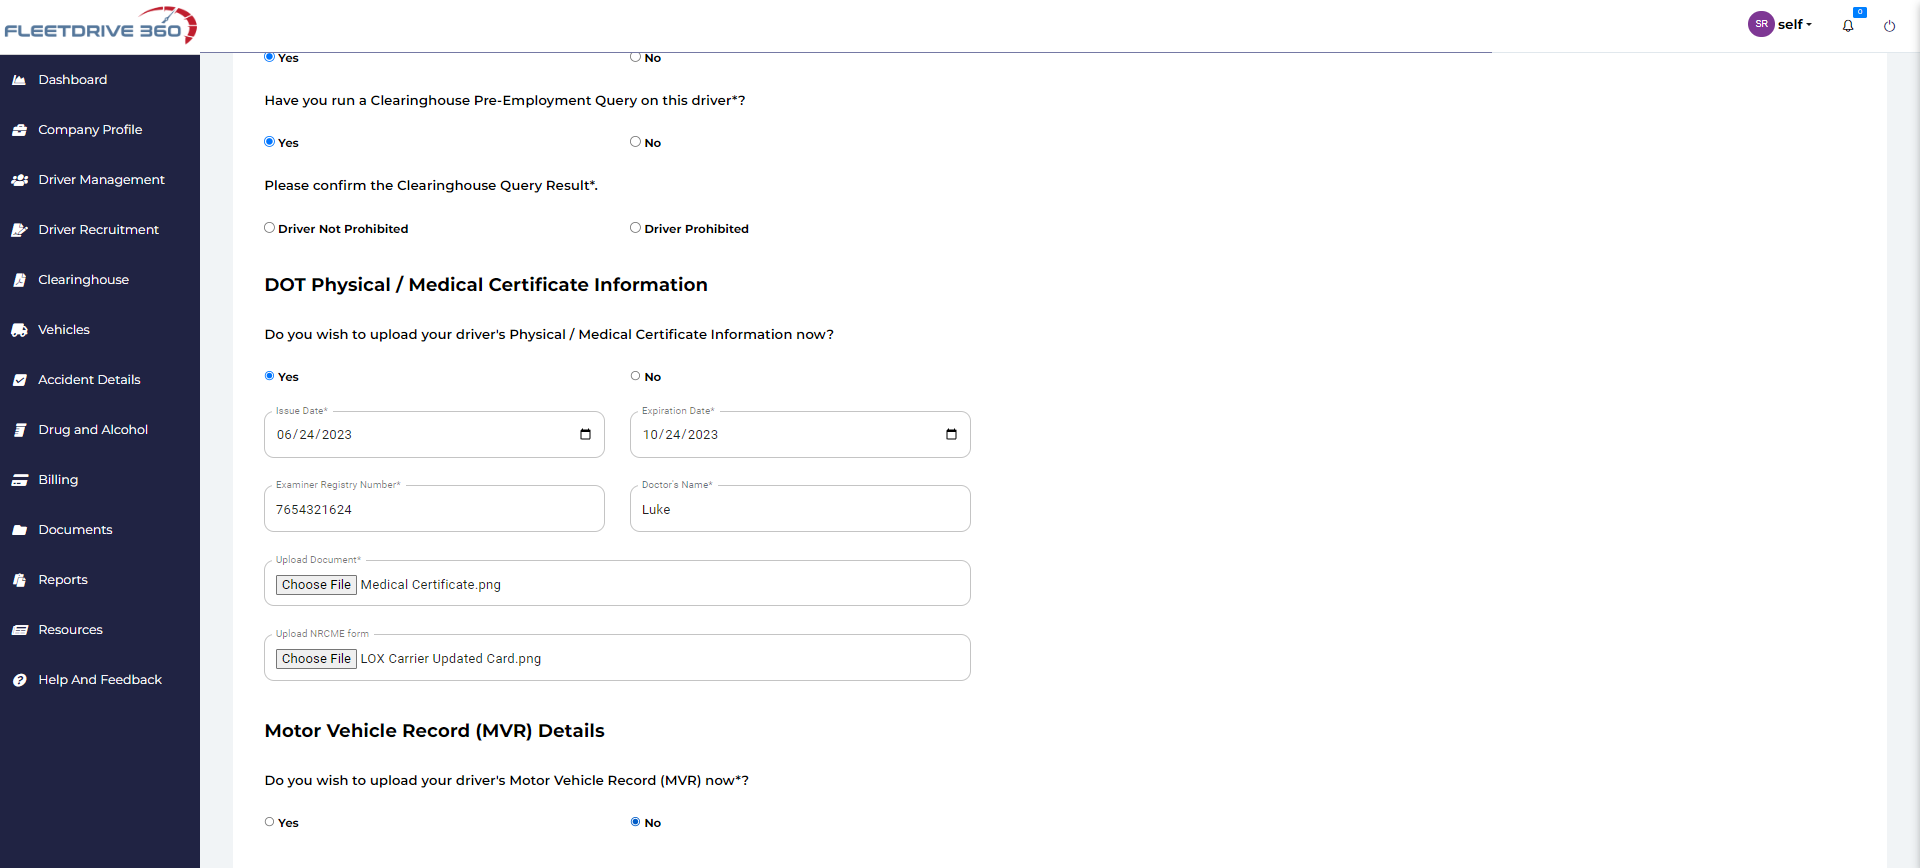 FLEETDRIVE 360
SR self
0
Dashboard
Company Profile
Driver Management
Driver Recruitment
Clearinghouse
Vehicles
Accident Details
Drug and Alcohol
Billing
Documents
Reports
Resources
Help And Feedback
Yes No
Have you run a Clearinghouse Pre-Employment Query on this driver*?
Yes No
Please confirm the Clearinghouse Query Result*.
Driver Not Prohibited Driver Prohibited
DOT Physical / Medical Certificate Information
Do you wish to upload your driver's Physical / Medical Certificate Information now?
Yes No
Issue Date* Expiration Date*
06/24/2023 10/24/2023
Examiner Registry Number* Doctor's Name*
7654321624 Luke
Upload Document*
Choose File Medical Certificate.png
Upload NRCME form
Choose File LOX Carrier Updated Card.png
Motor Vehicle Record (MVR) Details
Do you wish to upload your driver's Motor Vehicle Record (MVR) now*?
Yes No